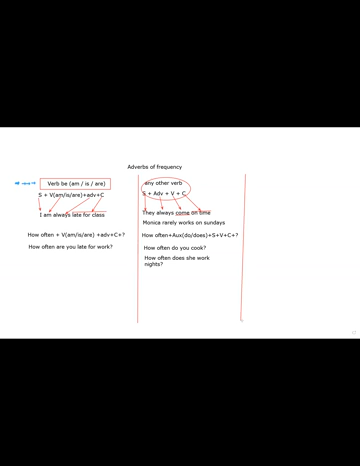 Adverbs of frequency
Verb be (am / is / are)
S + V(am/is/are)+adv+C
I am always late for class
How often + V(am/is/are) +adv+C+?
How often are you late for work?
any other verb
S + Adv + V + C
They always come on time
Monica rarely works on sundays
How often+Aux(do/does)+S+V+C+?
How often do you cook?
How often does she work
nights?